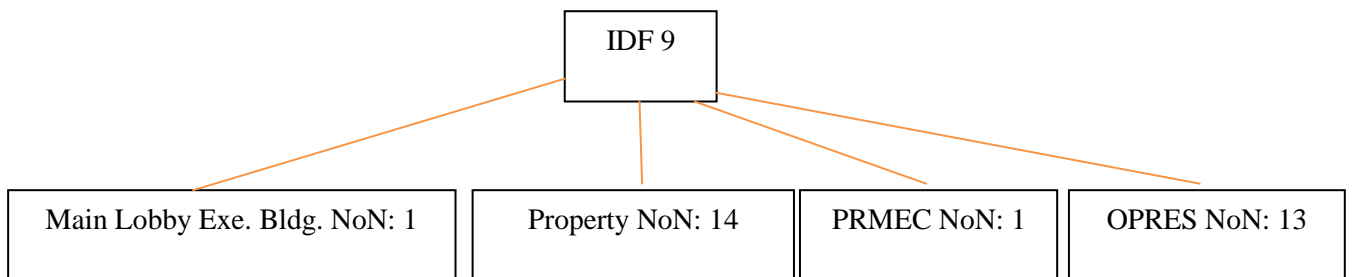 IDF 9
Main Lobby Exe. Bldg. NoN: 1
Property NoN: 14
PRMEC NoN: 1
OPRES NoN: 13